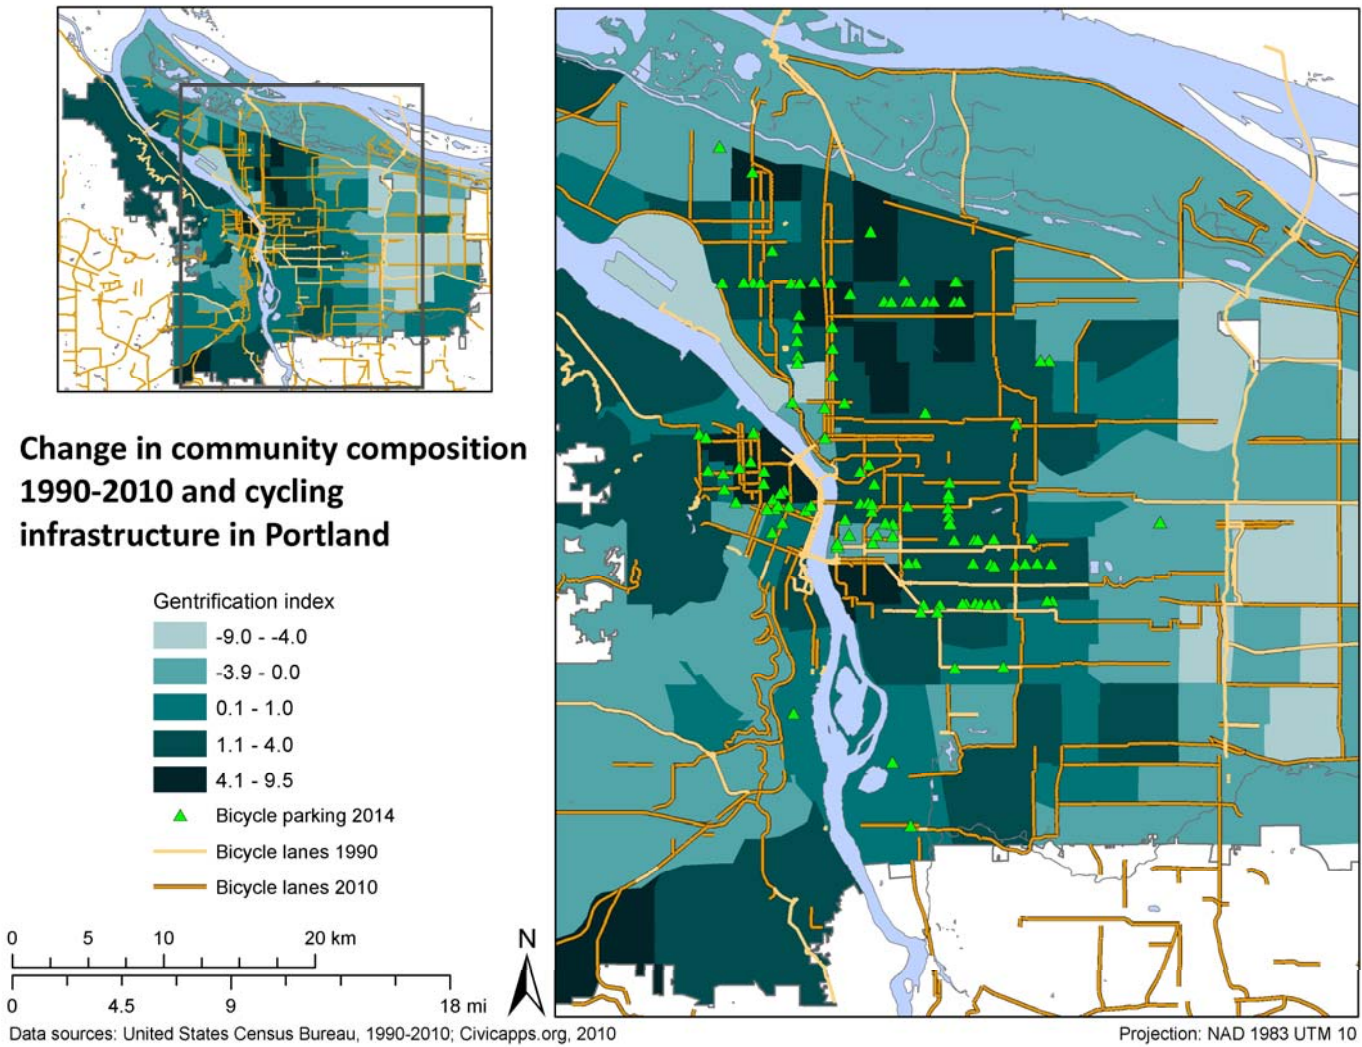 Change in community composition
1990-2010 and cycling
infrastructure in Portland
Gentrification index
-9.0 - -4.0
-3.9 - 0.0
0.1 - 1.0
1.1 - 4.0
4.1 - 9.5
Bicycle parking 2014
Bicycle lanes 1990
Bicycle lanes 2010
0 5 10 20 km
N
0 4.5 9 18 mi
Data sources: United States Census Bureau, 1990-2010; Civicapps.org, 2010
Projection: NAD 1983 UTM 10